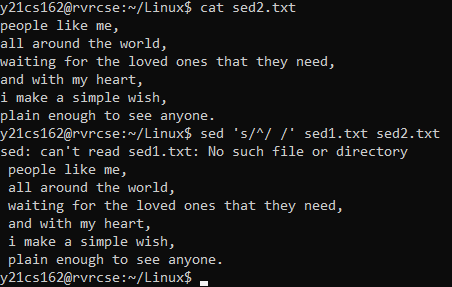 y21cs162@rvrcse:~/Linux$ cat sed2.txt
people like me,
all around the world,
waiting for the loved ones that they need,
and with my heart,
i make a simple wish,
plain enough to see anyone.
y21cs162@rvrcse:~/Linux$ sed 's/^/ /' sed1.txt sed2.txt
sed: can't read sed1.txt: No such file or directory
 people like me,
 all around the world,
 waiting for the loved ones that they need,
 and with my heart,
 i make a simple wish,
 plain enough to see anyone.
y21cs162@rvrcse:~/Linux$